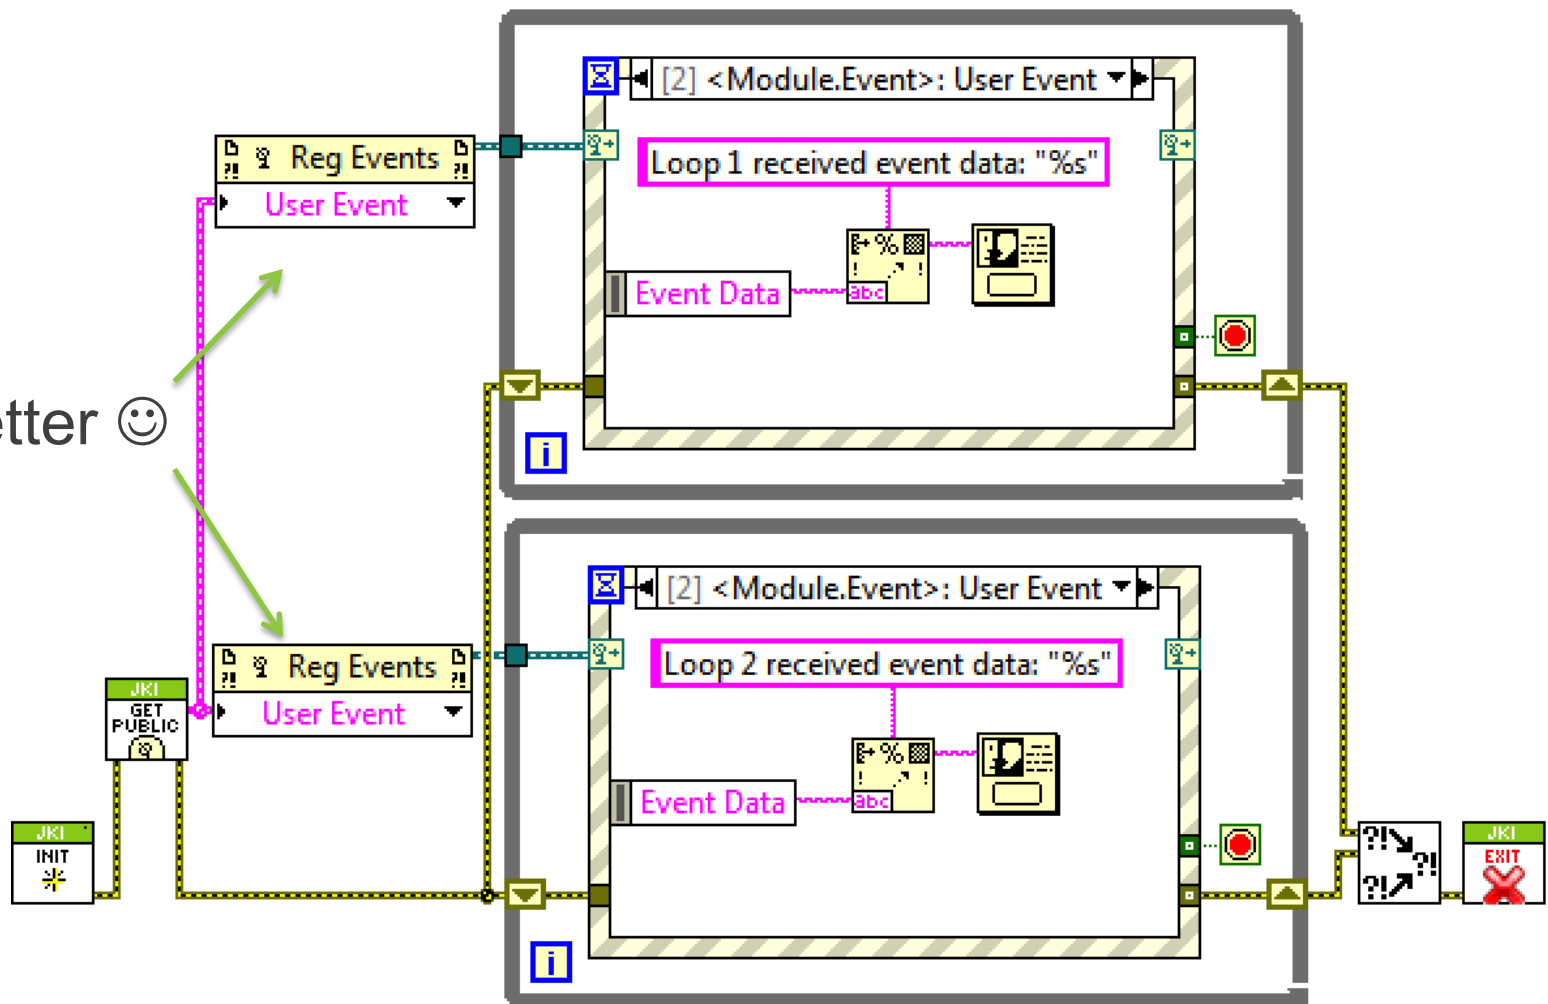 [2] <Module.Event>: User Event
Reg Events
User Event
Loop 1 received event data: "%s"
%
Event Data
abc
etter ☺
i
[2] <Module.Event>: User Event
Reg Events
User Event
Loop 2 received event data: "%s"
%
Event Data
abc
i
JKI
GET
PUBLIC
JKI
INIT
?!
?!
?!
JKI
EXIT